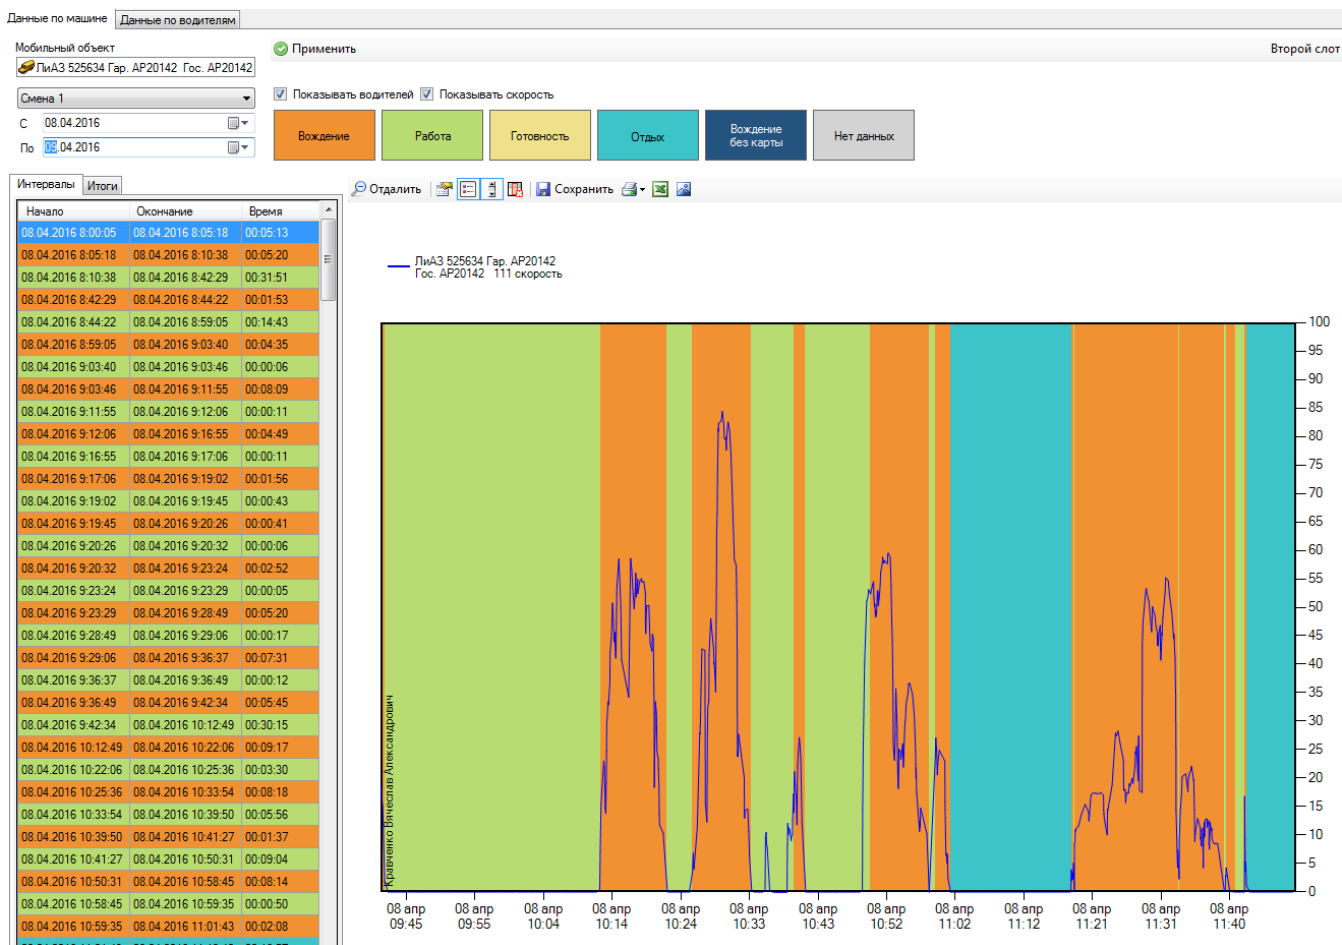 Данные по машине Данные по водителям
Мобильный объект
ЛиАЗ 525634 Гар. АР20142 Гос. АР20142
Применить
Второй слот
Смена 1
Показывать водителей Показывать скорость
С 08.04.2016
По 09.04.2016
Вождение
Работа
Готовность
Отдых
Вождение
без карты
Нет данных
Интервалы Итоги
Отдалить Сохранить
Начало Окончание Время
08.04.2016 8:00:05 08.04.2016 8:05:18 00:05:13
08.04.2016 8:05:18 08.04.2016 8:10:38 00:05:20
08.04.2016 8:10:38 08.04.2016 8:42:29 00:31:51
08.04.2016 8:42:29 08.04.2016 8:44:22 00:01:53
08.04.2016 8:44:22 08.04.2016 8:59:05 00:14:43
08.04.2016 8:59:05 08.04.2016 9:03:40 00:04:35
08.04.2016 9:03:40 08.04.2016 9:03:46 00:00:06
08.04.2016 9:03:46 08.04.2016 9:11:55 00:08:09
08.04.2016 9:11:55 08.04.2016 9:12:06 00:00:11
08.04.2016 9:12:06 08.04.2016 9:16:55 00:04:49
08.04.2016 9:16:55 08.04.2016 9:17:06 00:00:11
08.04.2016 9:17:06 08.04.2016 9:19:02 00:01:56
08.04.2016 9:19:02 08.04.2016 9:19:45 00:00:43
08.04.2016 9:19:45 08.04.2016 9:20:26 00:00:41
08.04.2016 9:20:26 08.04.2016 9:20:32 00:00:06
08.04.2016 9:20:32 08.04.2016 9:23:24 00:02:52
08.04.2016 9:23:24 08.04.2016 9:23:29 00:00:05
08.04.2016 9:23:29 08.04.2016 9:28:49 00:05:20
08.04.2016 9:28:49 08.04.2016 9:29:06 00:00:17
08.04.2016 9:29:06 08.04.2016 9:36:37 00:07:31
08.04.2016 9:36:37 08.04.2016 9:36:49 00:00:12
08.04.2016 9:36:49 08.04.2016 9:42:34 00:05:45
08.04.2016 9:42:34 08.04.2016 10:12:49 00:30:15
08.04.2016 10:12:49 08.04.2016 10:22:06 00:09:17
08.04.2016 10:22:06 08.04.2016 10:25:36 00:03:30
08.04.2016 10:25:36 08.04.2016 10:33:54 00:08:18
08.04.2016 10:33:54 08.04.2016 10:39:50 00:05:56
08.04.2016 10:39:50 08.04.2016 10:41:27 00:01:37
08.04.2016 10:41:27 08.04.2016 10:50:31 00:09:04
08.04.2016 10:50:31 08.04.2016 10:58:45 00:08:14
08.04.2016 10:58:45 08.04.2016 10:59:35 00:00:50
08.04.2016 10:59:35 08.04.2016 11:01:43 00:02:08
ЛиАЗ 525634 Гар. АР20142
Гос. АР20142 111 скорость
Кравченко Вячеслав Александрович
100
95
90
85
80
75
70
65
60
55
50
45
40
35
30
25
20
15
10
5
0
08 апр 08 апр 08 апр 08 апр 08 апр 08 апр 08 апр 08 апр 08 апр 08 апр 08 апр 08 апр 08 апр
09:45 09:55 10:04 10:14 10:24 10:33 10:43 10:52 11:02 11:12 11:21 11:31 11:40